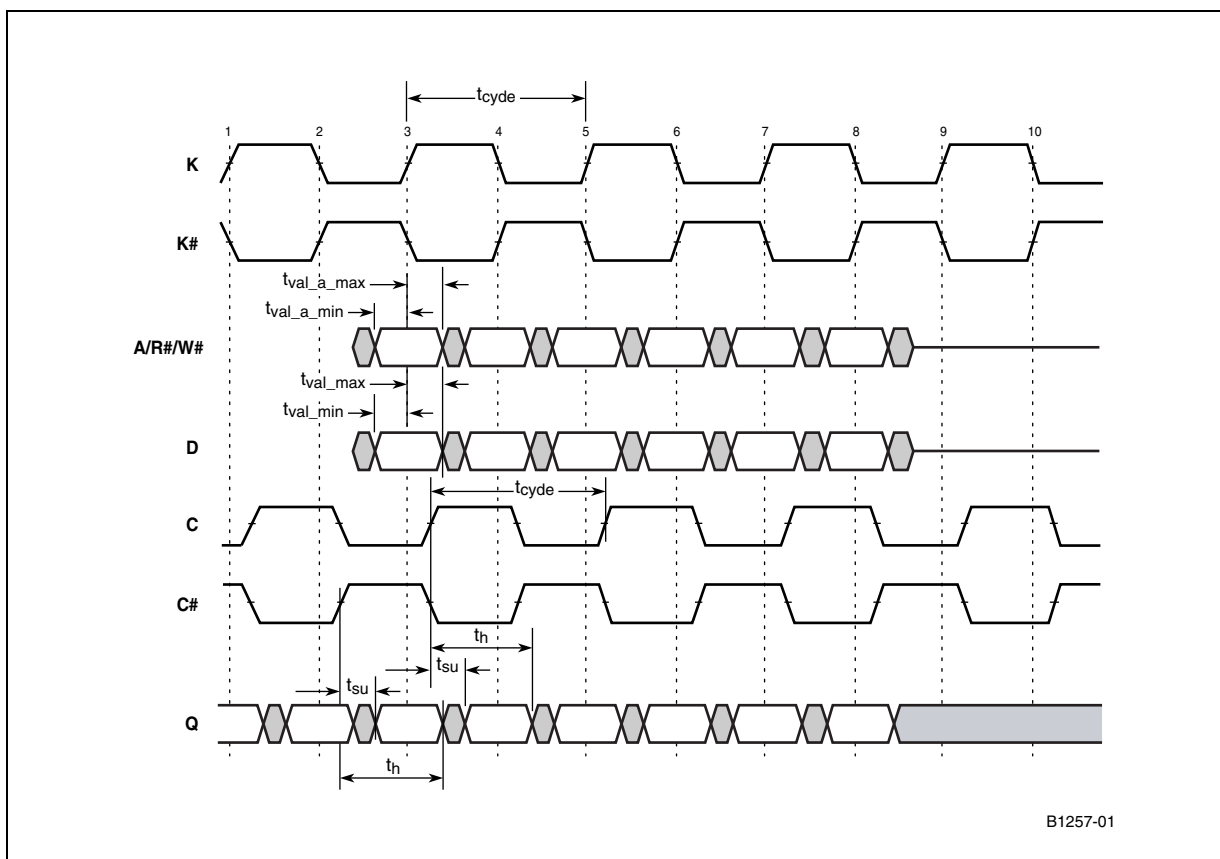 tcyde
1 2 3 4 5 6 7 8 9 10
K
K#
tval_a_max
tval_a_min
A/R#/W#
tval_max
tval_min
D
tcyde
C
C#
th
tsu
tsu
Q
th
B1257-01